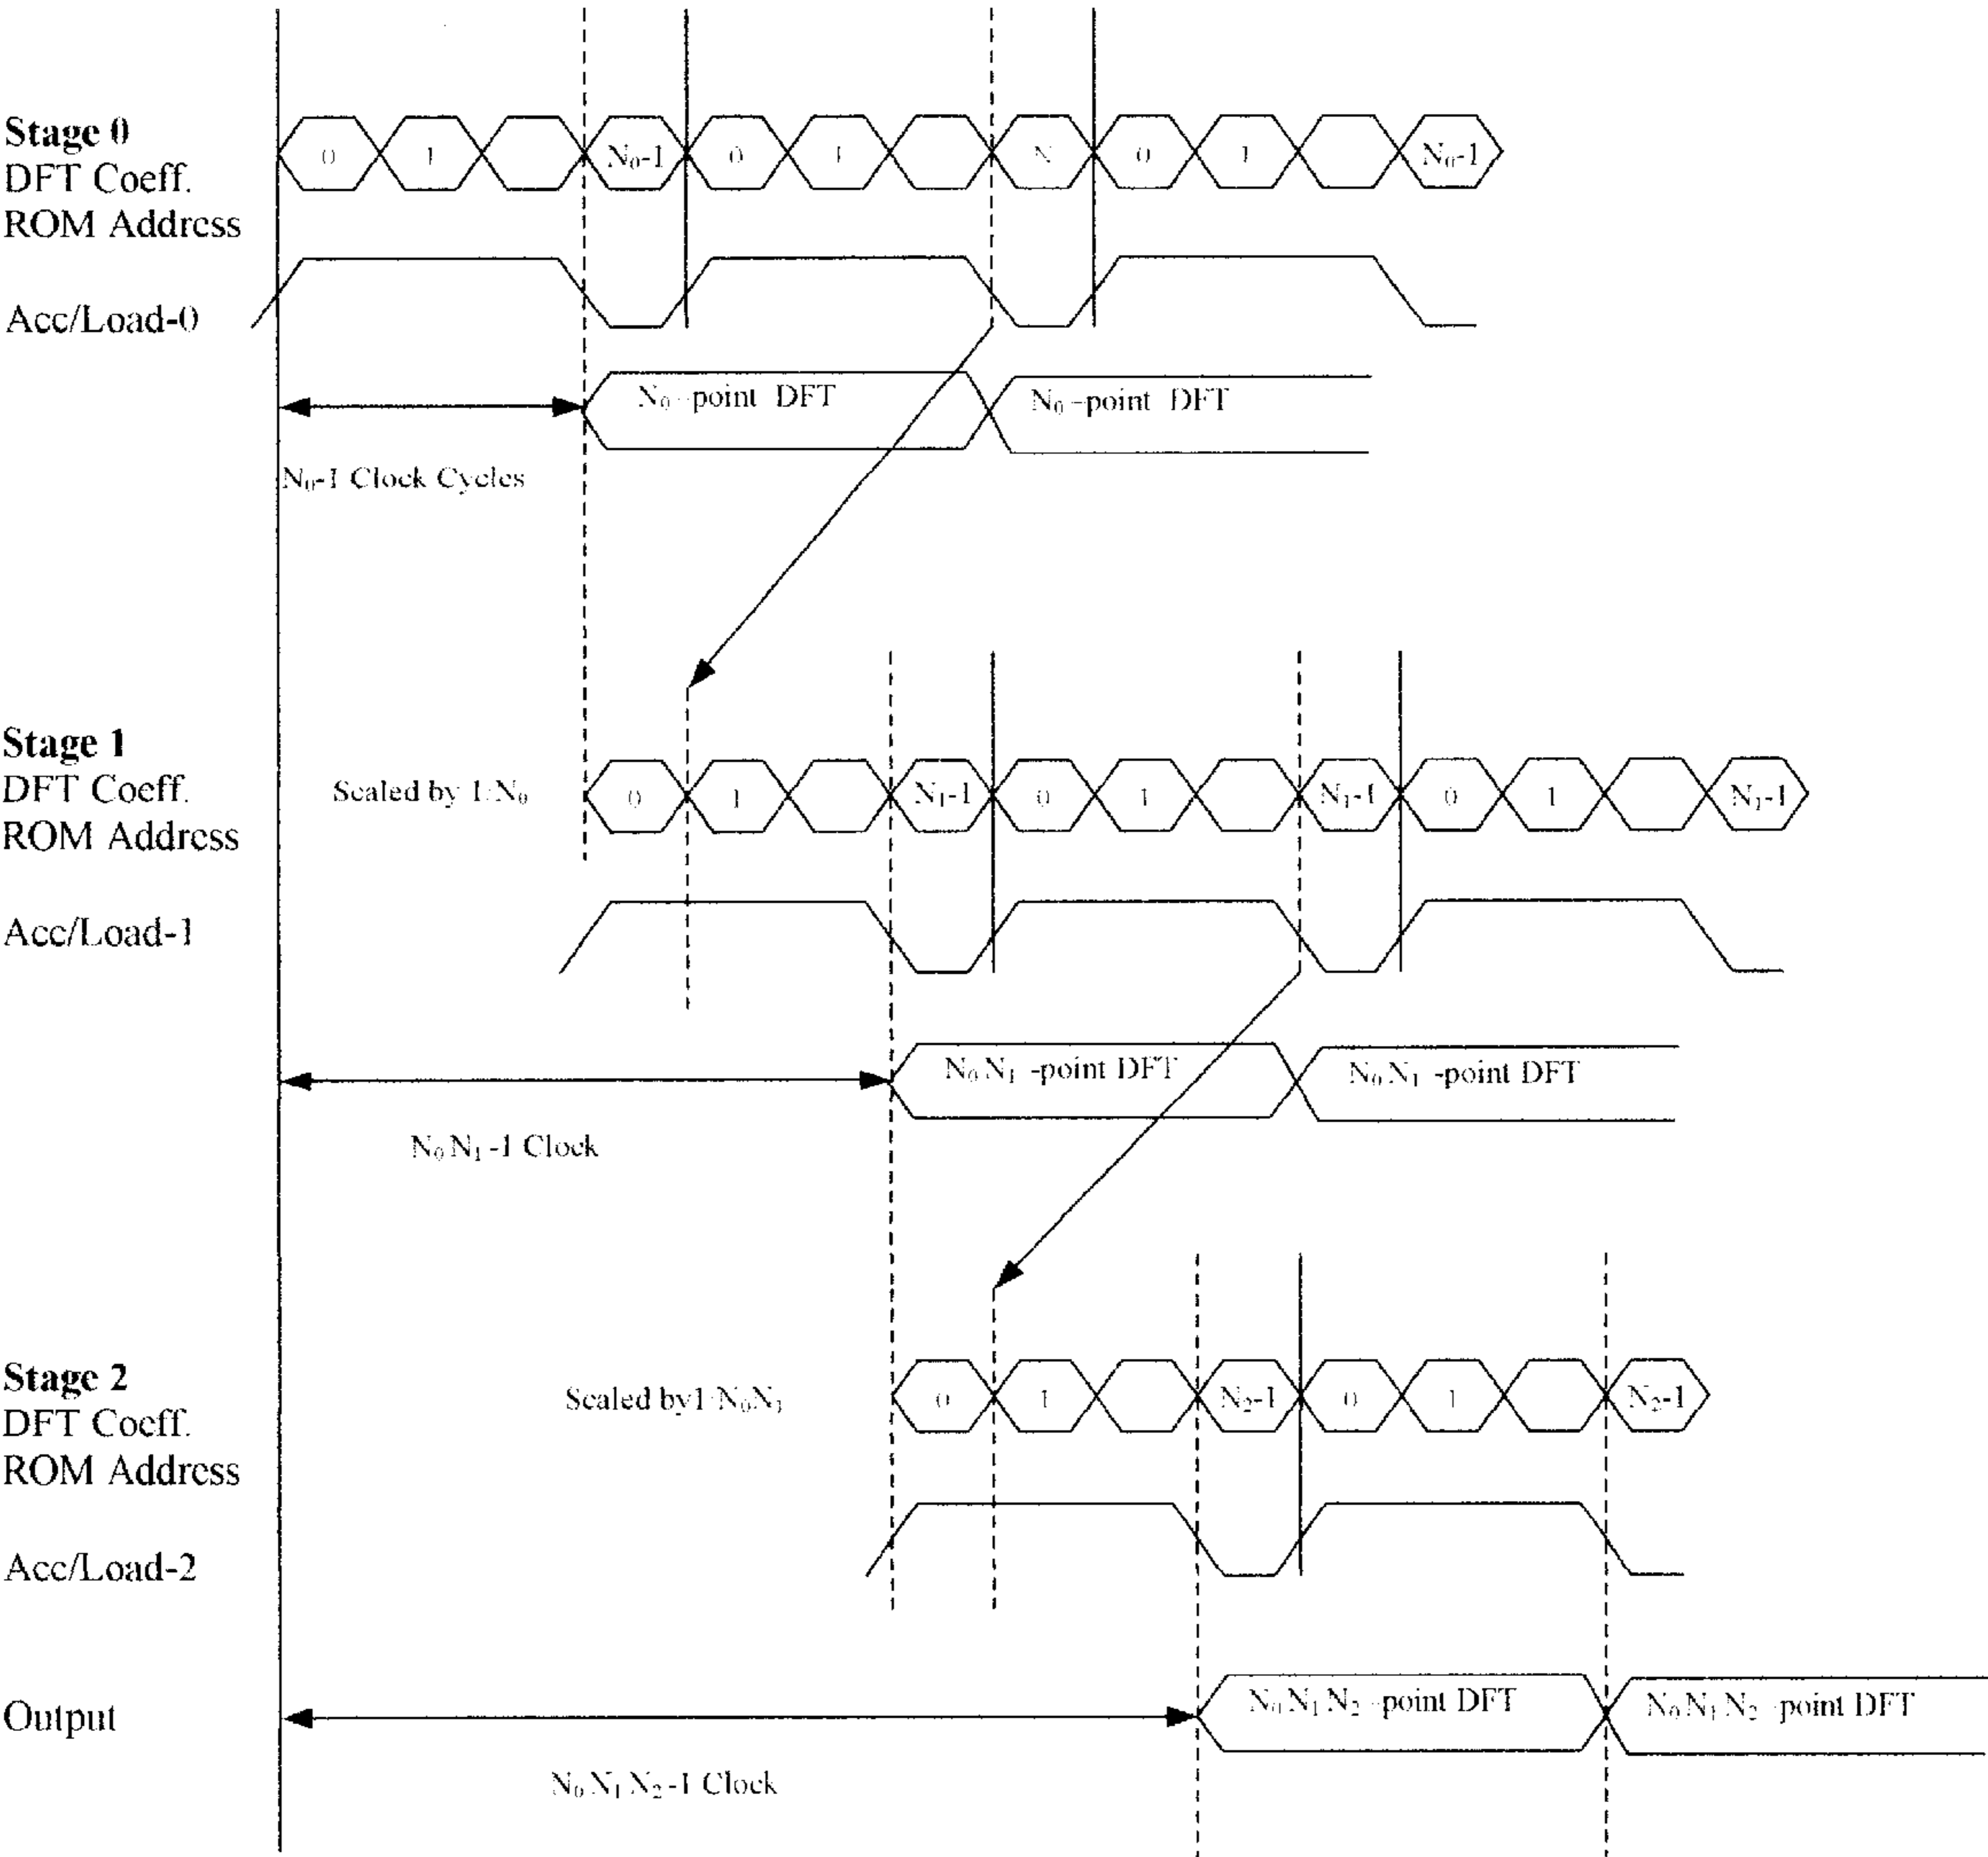 Stage 0
DFT Coeff.
ROM Address
0 1 N₀-1 0 1 N 0 1 N₀-1
Acc/Load-0
N₀-point DFT N₀-point DFT
N₀-1 Clock Cycles
Stage 1
DFT Coeff.
ROM Address
Scaled by 1:N₀
0 1 N₁-1 0 1 N₁-1 0 1 N₁-1
Acc/Load-1
N₀N₁-point DFT N₀N₁-point DFT
N₀N₁-1 Clock
Stage 2
DFT Coeff.
ROM Address
Scaled by1:N₀N₁
0 1 N₂-1 0 1 N₂-1
Acc/Load-2
Output
N₀N₁N₂-point DFT N₀N₁N₂-point DFT
N₀N₁N₂-1 Clock